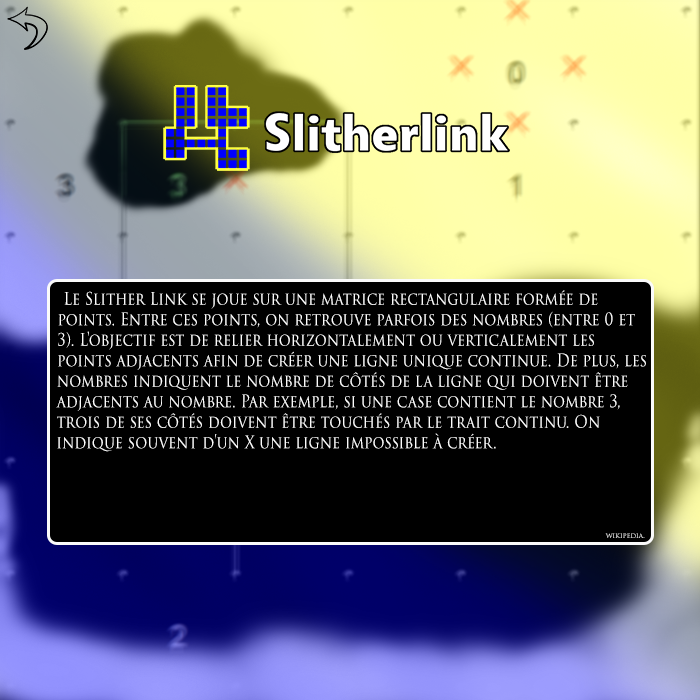 0
Slitherlink
3 3 1
Le Slither Link se joue sur une matrice rectangulaire formée de
points. Entre ces points, on retrouve parfois des nombres (entre 0 et
3). L'objectif est de relier horizontalement ou verticalement les
points adjacents afin de créer une ligne unique continue. De plus, les
nombres indiquent le nombre de côtés de la ligne qui doivent être
adjacents au nombre. Par exemple, si une case contient le nombre 3,
trois de ses côtés doivent être touchés par le trait continu. On
indique souvent d'un X une ligne impossible à créer.
Wikipedia.
2